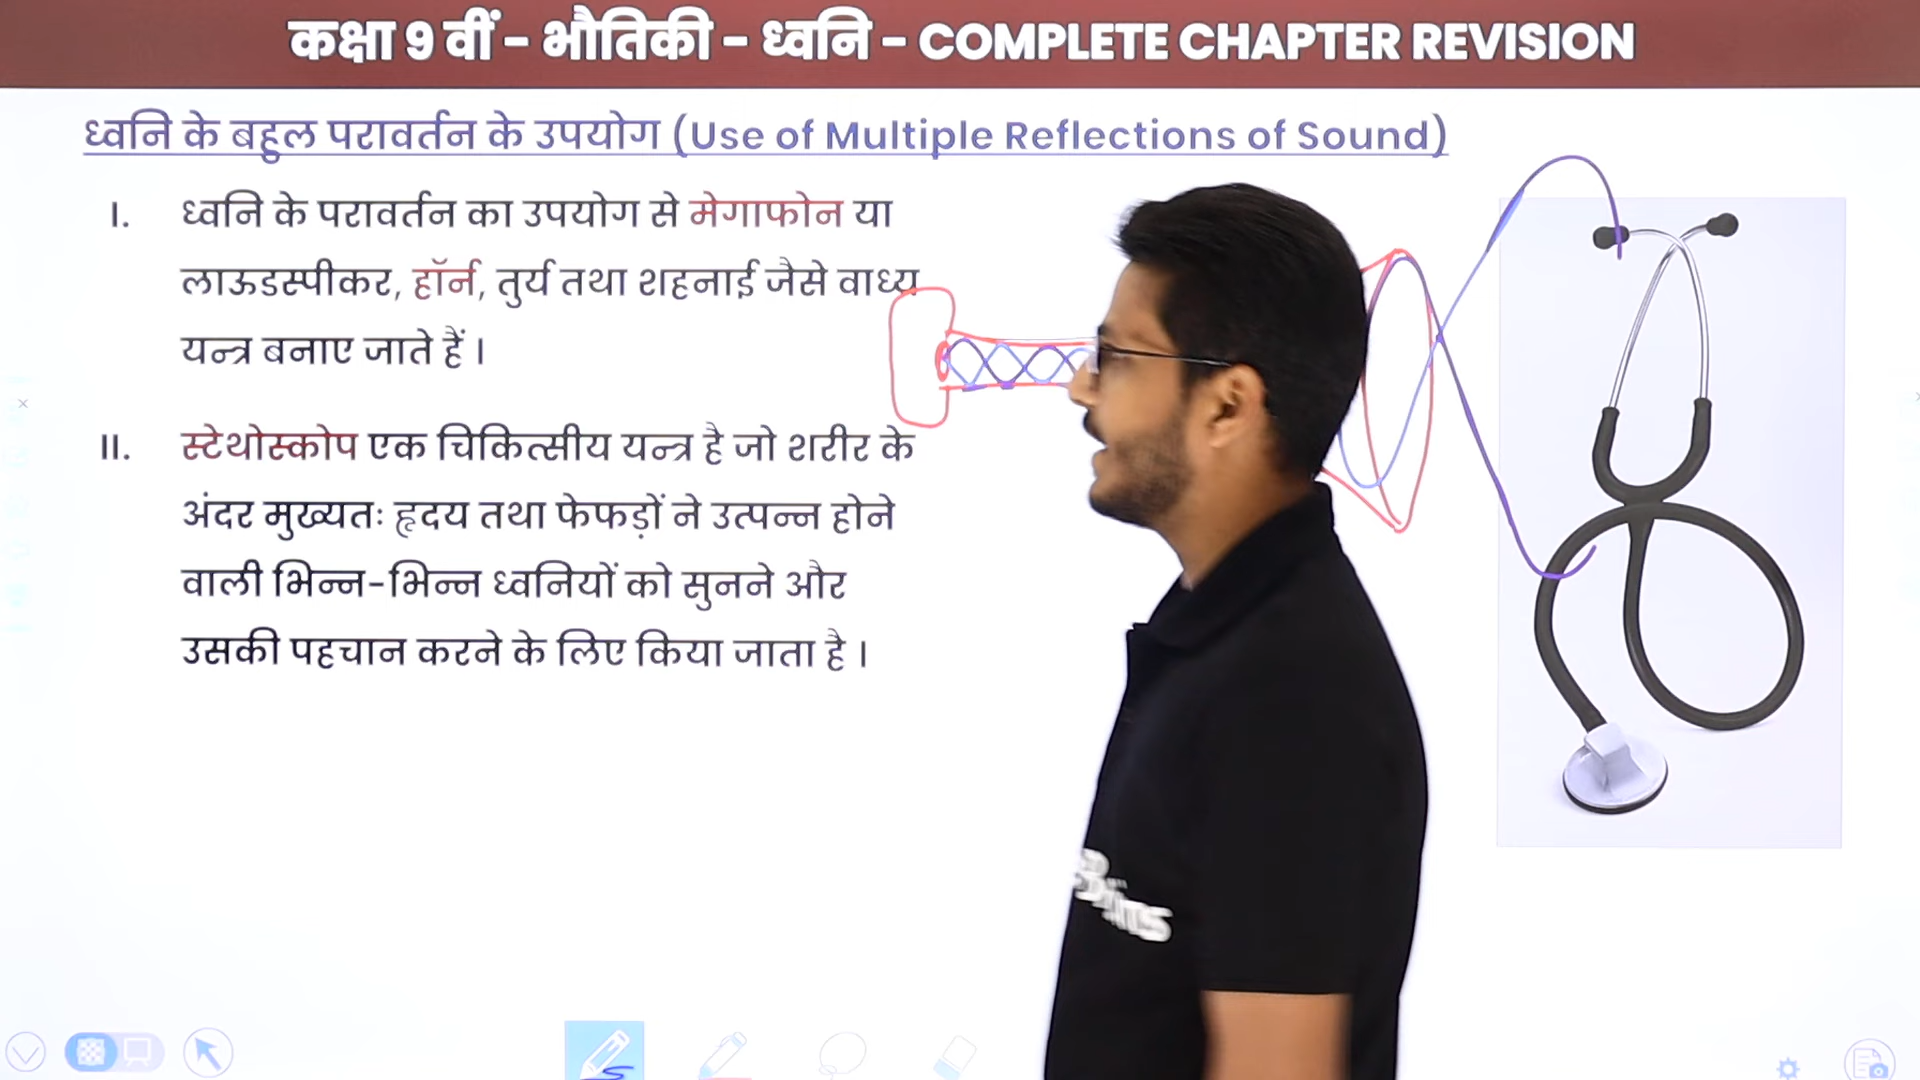 कक्षा 9 वीं - भौतिकी - ध्वनि - COMPLETE CHAPTER REVISION
ध्वनि के बहुल परावर्तन के उपयोग (Use of Multiple Reflections of Sound)
I. ध्वनि के परावर्तन का उपयोग से मेगाफोन या
लाऊडस्पीकर, हॉर्न, तुर्य तथा शहनाई जैसे वाध्य
यन्त्र बनाए जाते हैं ।
II. स्टेथोस्कोप एक चिकित्सीय यन्त्र है जो शरीर के
अंदर मुख्यतः हृदय तथा फेफड़ों ने उत्पन्न होने
वाली भिन्न-भिन्न ध्वनियों को सुनने और
उसकी पहचान करने के लिए किया जाता है ।